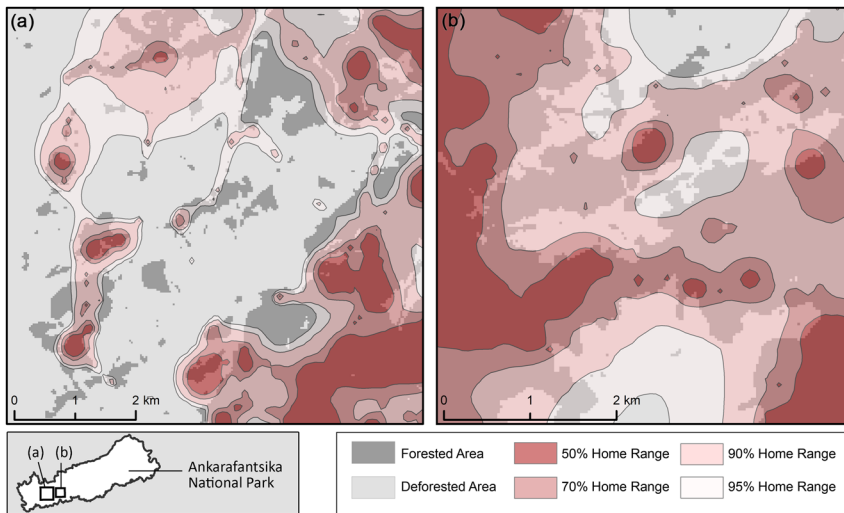 (a)
(b)
0 1 2 km
0 1 2 km
(a) (b)
Ankarafantsika
National Park
Forested Area
Deforested Area
50% Home Range
70% Home Range
90% Home Range
95% Home Range